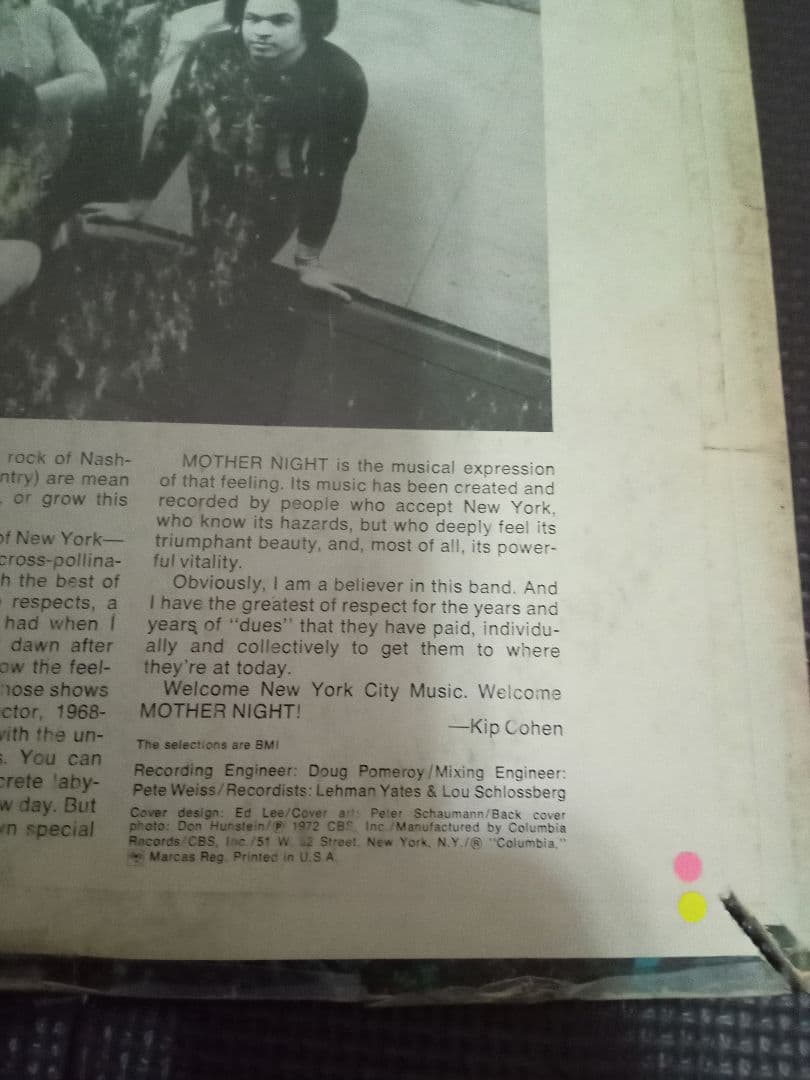 rock of Nash-
ntry) are mean
or grow this
of New York—
cross-pollina-
h the best of
respects, a
had when I
dawn after
ow the feel-
hose shows
ctor, 1968-
with the un-
s. You can
crete laby-
w day. But
wn special
MOTHER NIGHT is the musical expression
of that feeling. Its music has been created and
recorded by people who accept New York,
who know its hazards, but who deeply feel its
triumphant beauty, and, most of all, its power-
ful vitality.
Obviously, I am a believer in this band. And
I have the greatest of respect for the years and
years of "dues" that they have paid, individu-
ally and collectively to get them to where
they're at today.
Welcome New York City Music. Welcome
MOTHER NIGHT!
—Kip Cohen
The selections are BMI
Recording Engineer: Doug Pomeroy/Mixing Engineer:
Pete Weiss/Recordists: Lehman Yates & Lou Schlossberg
Cover design: Ed Lee/Cover art: Peter Schaumann/Back cover
photo: Don Hunstein/℗ 1972 CBS, Inc./Manufactured by Columbia
Records/CBS, Inc./51 W. 52 Street, New York, N.Y./® "Columbia,"
Marcas Reg. Printed in U.S.A.